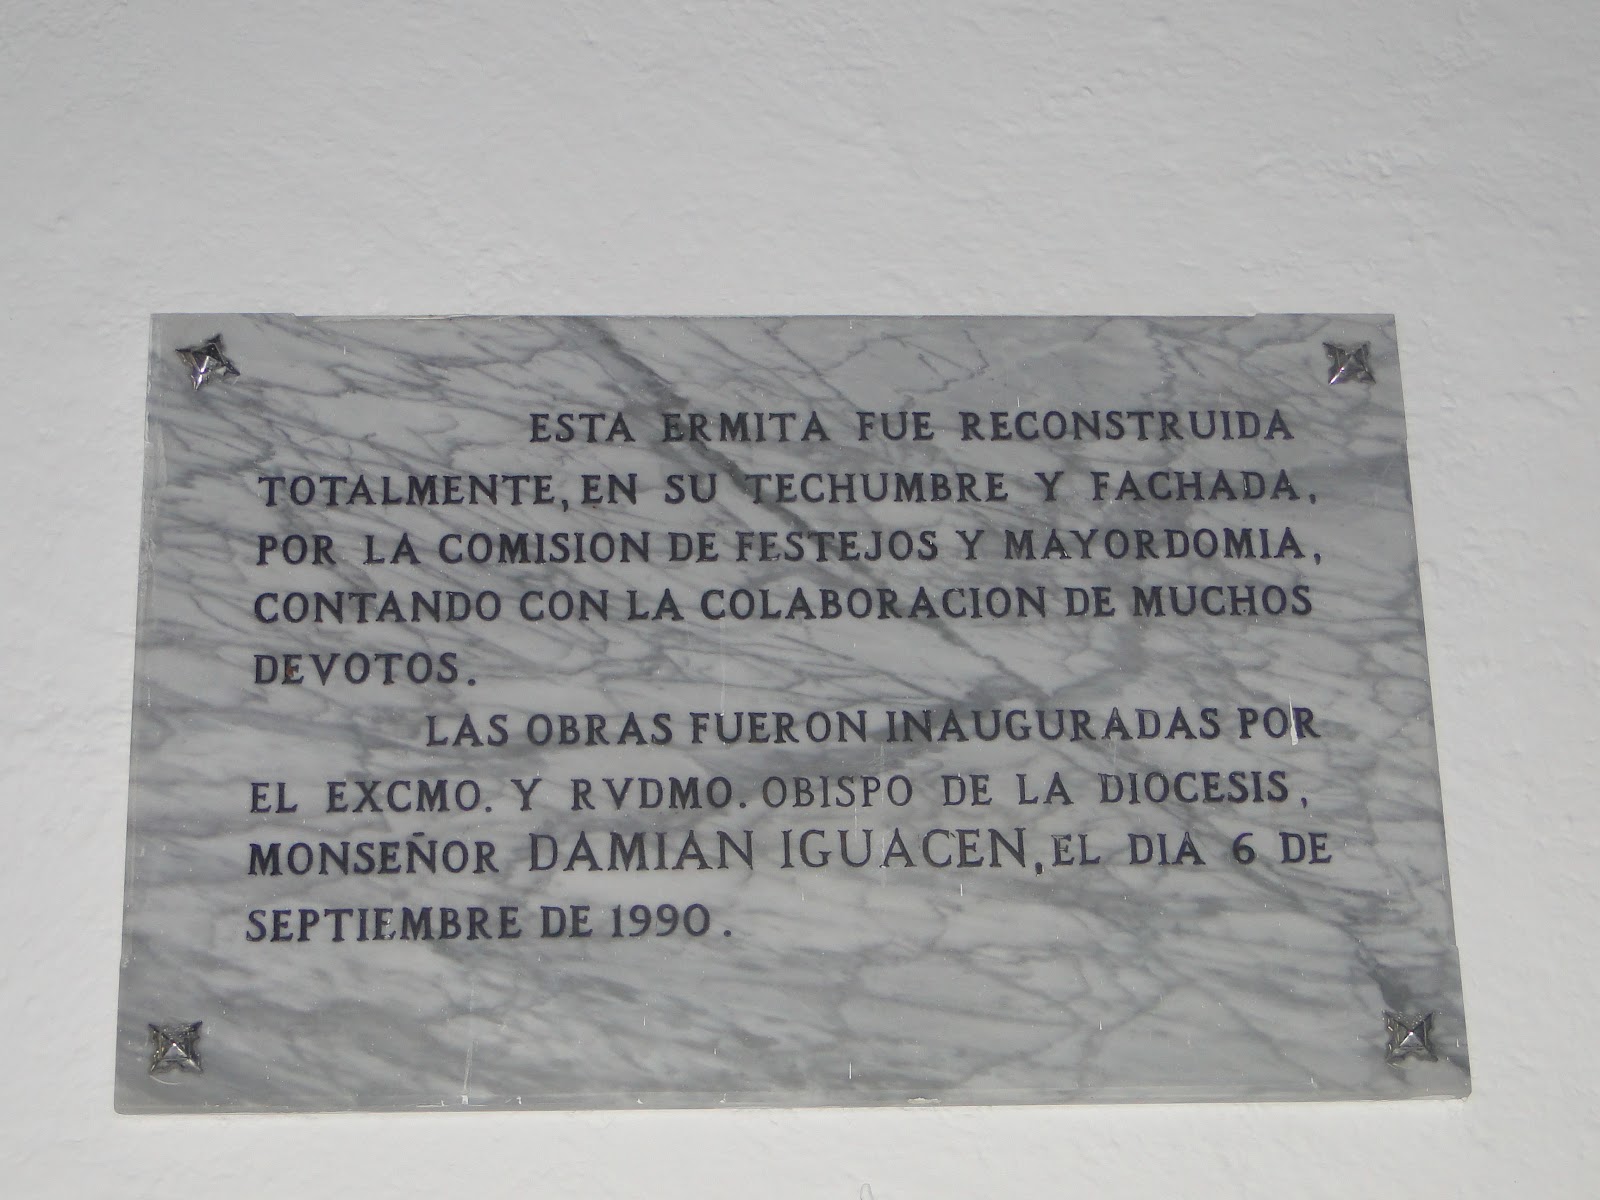 ESTA ERMITA FUE RECONSTRUIDA
TOTALMENTE, EN SU TECHUMBRE Y FACHADA,
POR LA COMISION DE FESTEJOS Y MAYORDOMIA,
CONTANDO CON LA COLABORACION DE MUCHOS
DEVOTOS.
LAS OBRAS FUERON INAUGURADAS POR
EL EXCMO. Y RVDMO. OBISPO DE LA DIOCESIS,
MONSEÑOR DAMIAN IGUACEN, EL DIA 6 DE
SEPTIEMBRE DE 1990.